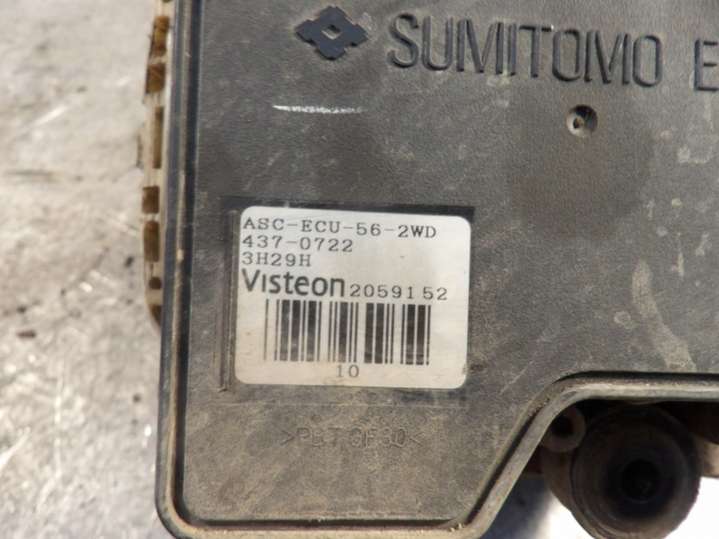 SUMITOMO E
ASC-ECU-56-2WD
437-0722
3H29H
Visteon 2059152
10
>PBT GF30<